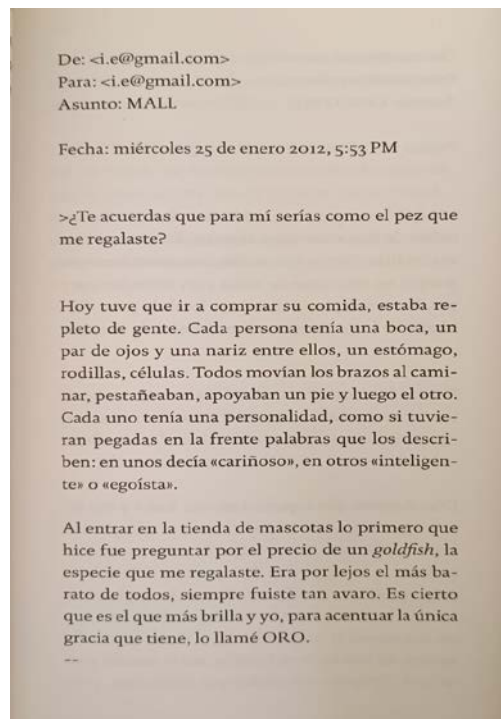 De: <i.e@gmail.com>
Para: <i.e@gmail.com>
Asunto: MALL
Fecha: miércoles 25 de enero 2012, 5:53 PM
>¿Te acuerdas que para mí serías como el pez que
me regalaste?
Hoy tuve que ir a comprar su comida, estaba re-
pleto de gente. Cada persona tenía una boca, un
par de ojos y una nariz entre ellos, un estómago,
rodillas, células. Todos movían los brazos al cami-
nar, pestañeaban, apoyaban un pie y luego el otro.
Cada uno tenía una personalidad, como si tuvie-
ran pegadas en la frente palabras que los descri-
ben: en unos decía «cariñoso», en otros «inteligen-
te» o «egoísta».
Al entrar en la tienda de mascotas lo primero que
hice fue preguntar por el precio de un goldfish, la
especie que me regalaste. Era por lejos el más ba-
rato de todos, siempre fuiste tan avaro. Es cierto
que es el que más brilla y yo, para acentuar la única
gracia que tiene, lo llamé ORO.
--